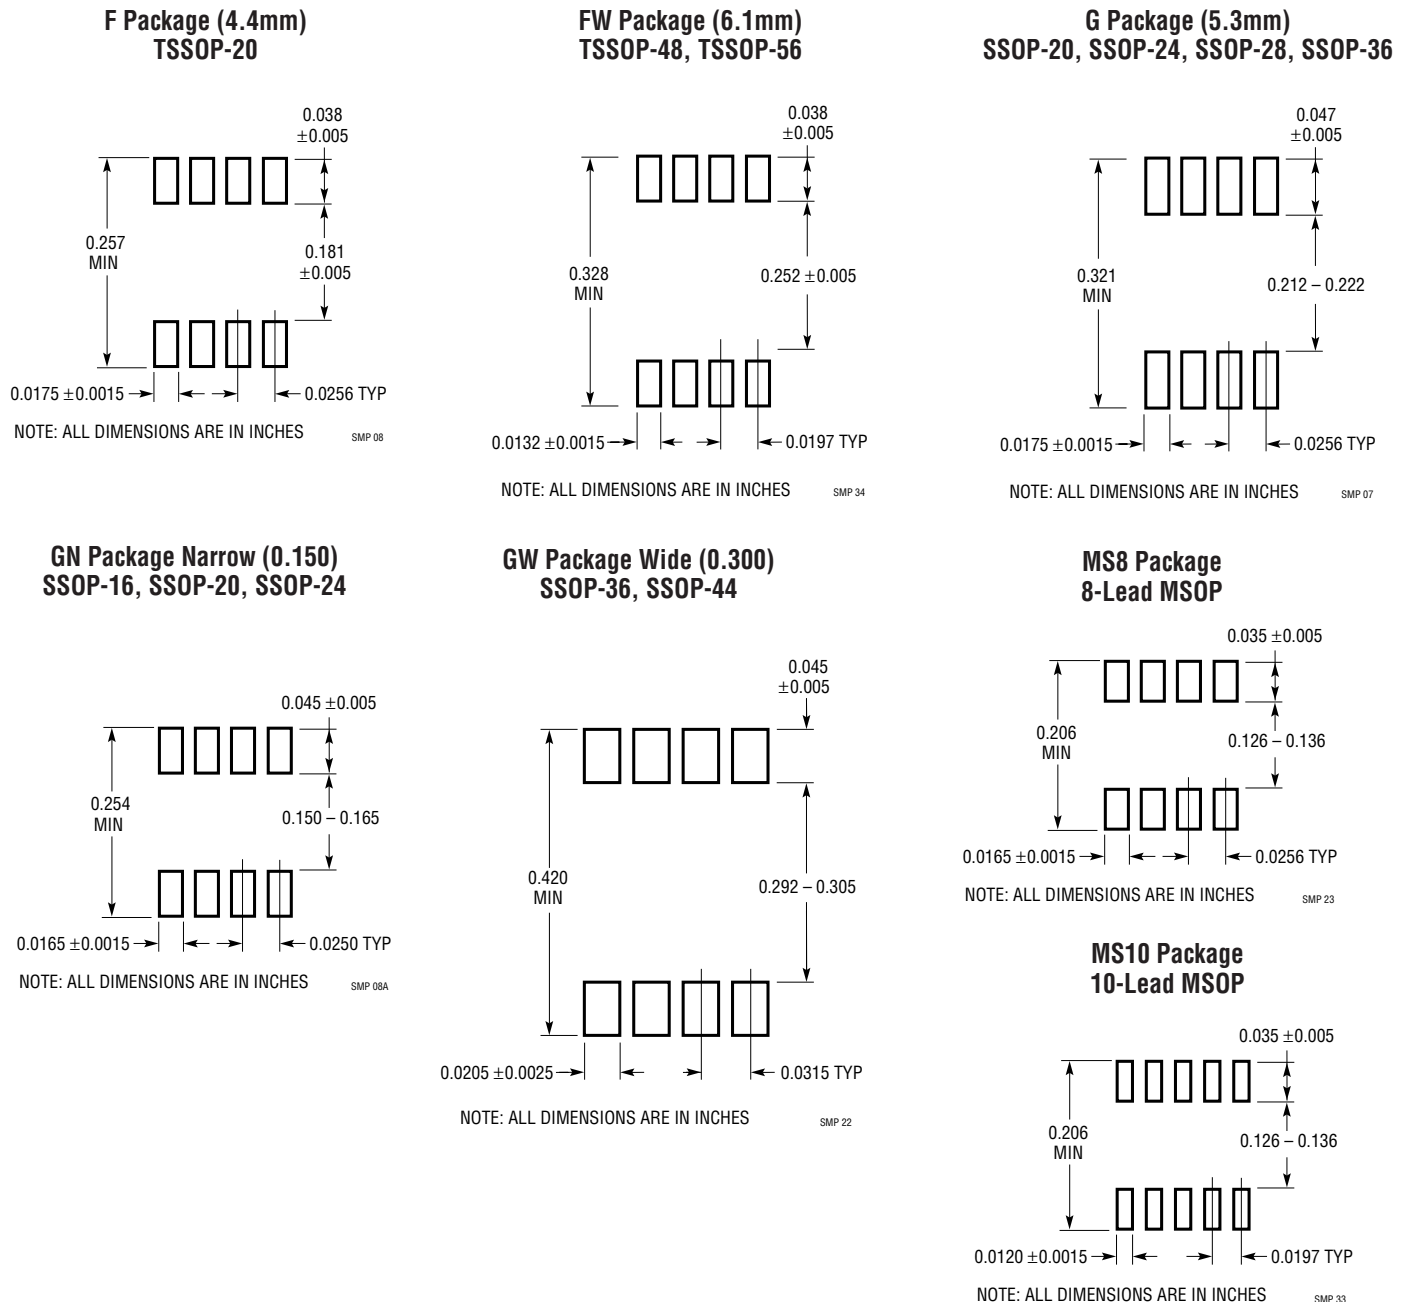 F Package (4.4mm)
TSSOP-20
0.038
±0.005
0.257
MIN
0.181
±0.005
0.0175 ±0.0015
0.0256 TYP
NOTE: ALL DIMENSIONS ARE IN INCHES
SMP 08
FW Package (6.1mm)
TSSOP-48, TSSOP-56
0.038
±0.005
0.328
MIN
0.252 ±0.005
0.0132 ±0.0015
0.0197 TYP
NOTE: ALL DIMENSIONS ARE IN INCHES
SMP 34
G Package (5.3mm)
SSOP-20, SSOP-24, SSOP-28, SSOP-36
0.047
±0.005
0.321
MIN
0.212 – 0.222
0.0175 ±0.0015
0.0256 TYP
NOTE: ALL DIMENSIONS ARE IN INCHES
SMP 07
GN Package Narrow (0.150)
SSOP-16, SSOP-20, SSOP-24
0.045 ±0.005
0.254
MIN
0.150 – 0.165
0.0165 ±0.0015
0.0250 TYP
NOTE: ALL DIMENSIONS ARE IN INCHES
SMP 08A
GW Package Wide (0.300)
SSOP-36, SSOP-44
0.045
±0.005
0.420
MIN
0.292 – 0.305
0.0205 ±0.0025
0.0315 TYP
NOTE: ALL DIMENSIONS ARE IN INCHES
SMP 22
MS8 Package
8-Lead MSOP
0.035 ±0.005
0.206
MIN
0.126 – 0.136
0.0165 ±0.0015
0.0256 TYP
NOTE: ALL DIMENSIONS ARE IN INCHES
SMP 23
MS10 Package
10-Lead MSOP
0.035 ±0.005
0.206
MIN
0.126 – 0.136
0.0120 ±0.0015
0.0197 TYP
NOTE: ALL DIMENSIONS ARE IN INCHES
SMP 33